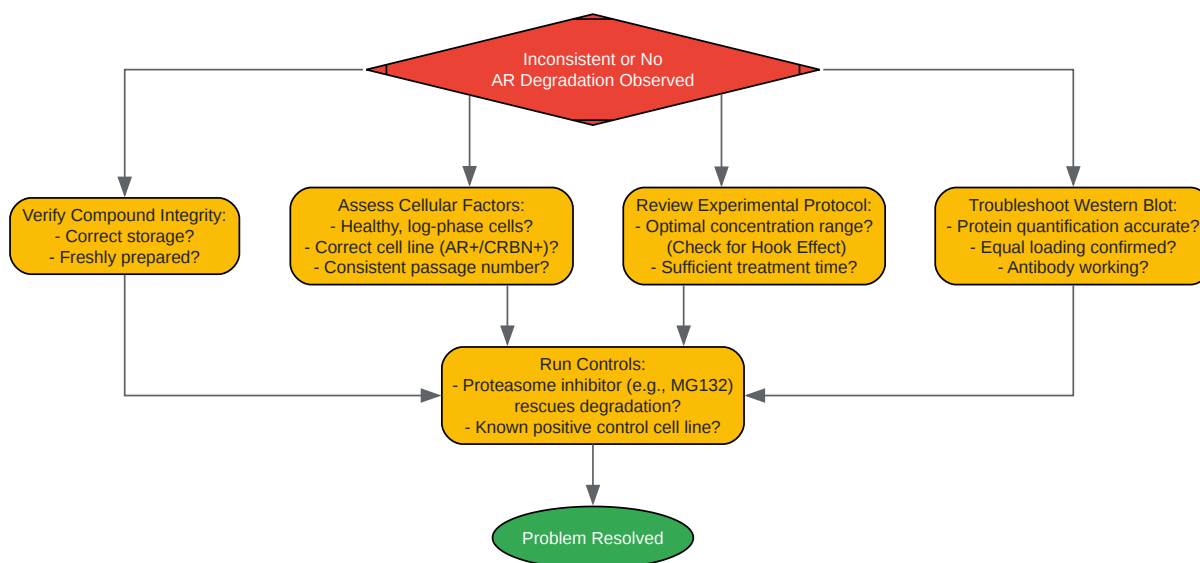 Inconsistent or No
AR Degradation Observed
Verify Compound Integrity:
- Correct storage?
- Freshly prepared?
Assess Cellular Factors:
- Healthy, log-phase cells?
- Correct cell line (AR+/CRBN+)?
- Consistent passage number?
Review Experimental Protocol:
- Optimal concentration range?
(Check for Hook Effect)
- Sufficient treatment time?
Troubleshoot Western Blot:
- Protein quantification accurate?
- Equal loading confirmed?
- Antibody working?
Run Controls:
- Proteasome inhibitor (e.g., MG132)
rescues degradation?
- Known positive control cell line?
Problem Resolved